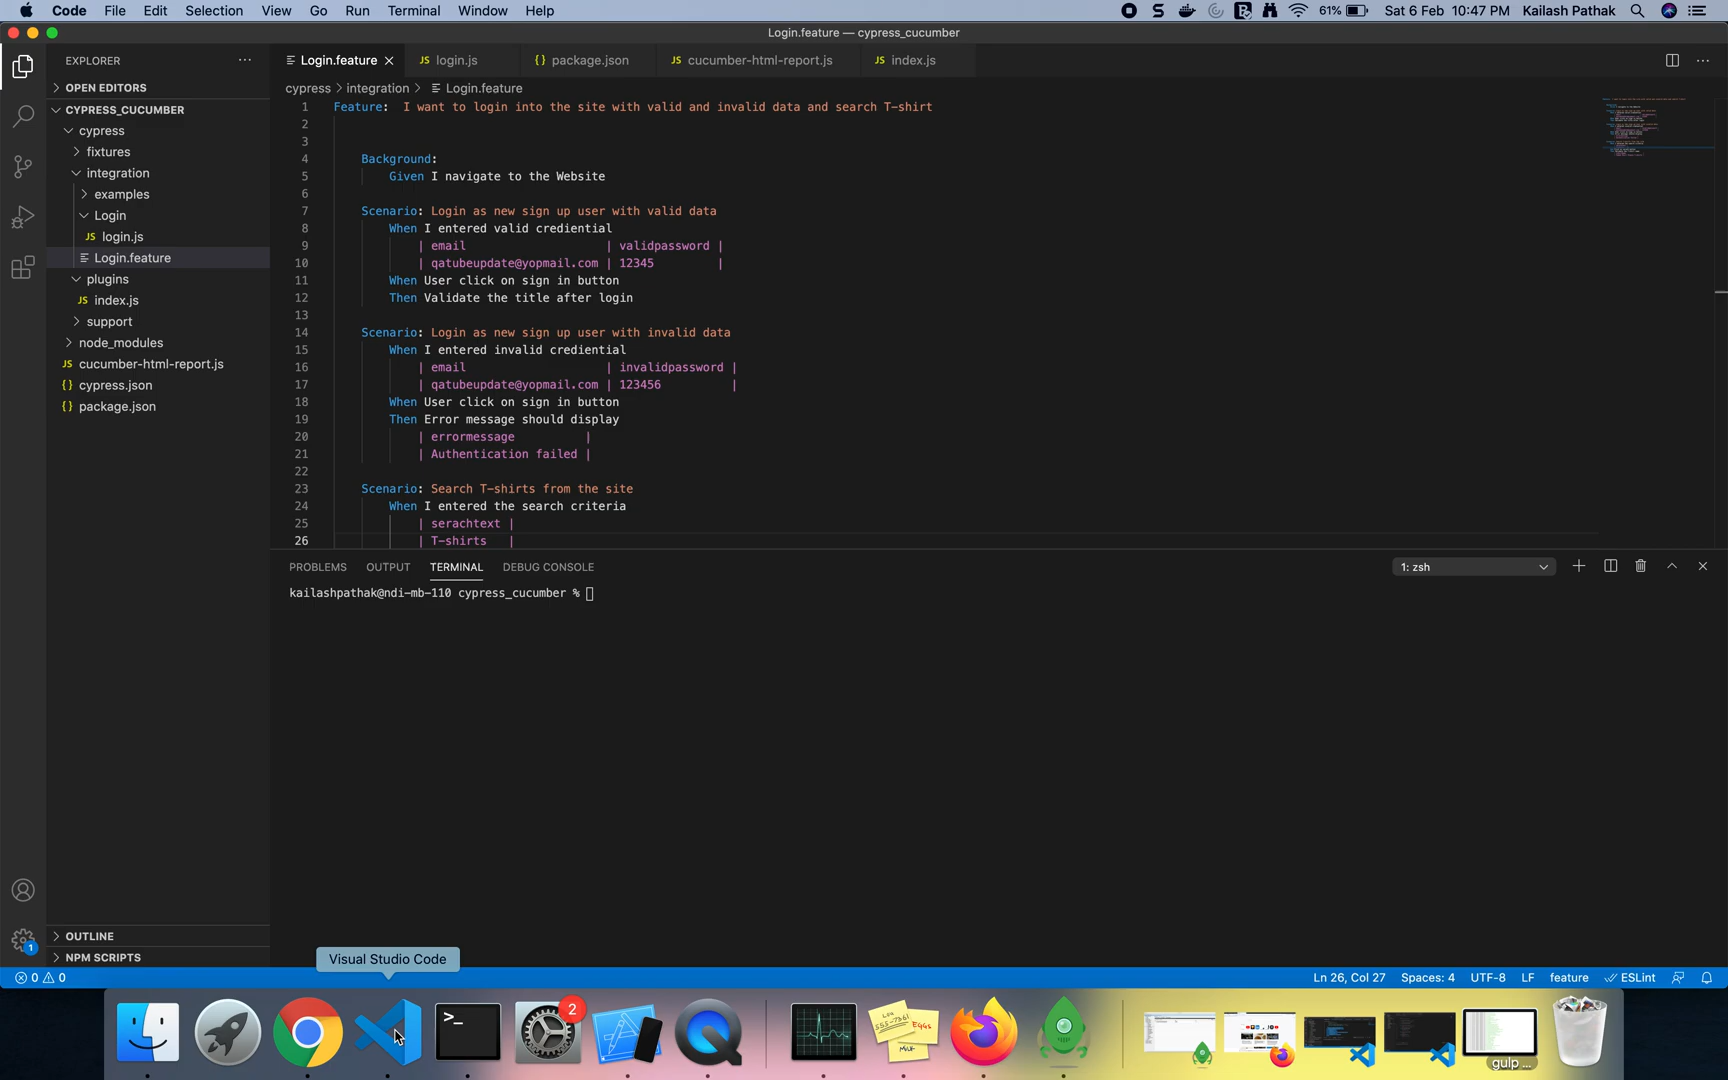 Code File Edit Selection View Go Run Terminal Window Help 61% Sat 6 Feb 10:47 PM Kailash Pathak
Login.feature — cypress_cucumber
EXPLORER
Login.feature JS login.js {} package.json JS cucumber-html-report.js JS index.js
OPEN EDITORS
cypress > integration > Login.feature
CYPRESS_CUCUMBER
cypress
fixtures
integration
examples
Login
JS login.js
Login.feature
plugins
JS index.js
support
node_modules
JS cucumber-html-report.js
{} cypress.json
{} package.json
OUTLINE
NPM SCRIPTS
1 Feature: I want to login into the site with valid and invalid data and search T-shirt
2
3
4 Background:
5 Given I navigate to the Website
6
7 Scenario: Login as new sign up user with valid data
8 When I entered valid crediential
9 | email | validpassword |
10 | qatubeupdate@yopmail.com | 12345 |
11 When User click on sign in button
12 Then Validate the title after login
13
14 Scenario: Login as new sign up user with invalid data
15 When I entered invalid crediential
16 | email | invalidpassword |
17 | qatubeupdate@yopmail.com | 123456 |
18 When User click on sign in button
19 Then Error message should display
20 | errormessage |
21 | Authentication failed |
22
23 Scenario: Search T-shirts from the site
24 When I entered the search criteria
25 | serachtext |
26 | T-shirts |
PROBLEMS OUTPUT TERMINAL DEBUG CONSOLE 1: zsh
kailashpathak@ndi-mb-110 cypress_cucumber %
1
Visual Studio Code
0 0 Ln 26, Col 27 Spaces: 4 UTF-8 LF feature ESLint
>_
2
gulp ...